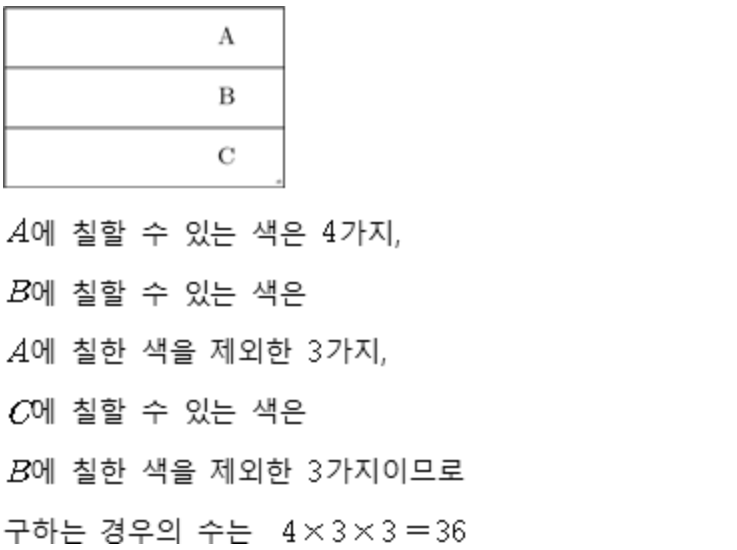 A
B
C
A에 칠할 수 있는 색은 4가지,
B에 칠할 수 있는 색은
A에 칠한 색을 제외한 3가지,
C에 칠할 수 있는 색은
B에 칠한 색을 제외한 3가지이므로
구하는 경우의 수는 4×3×3=36